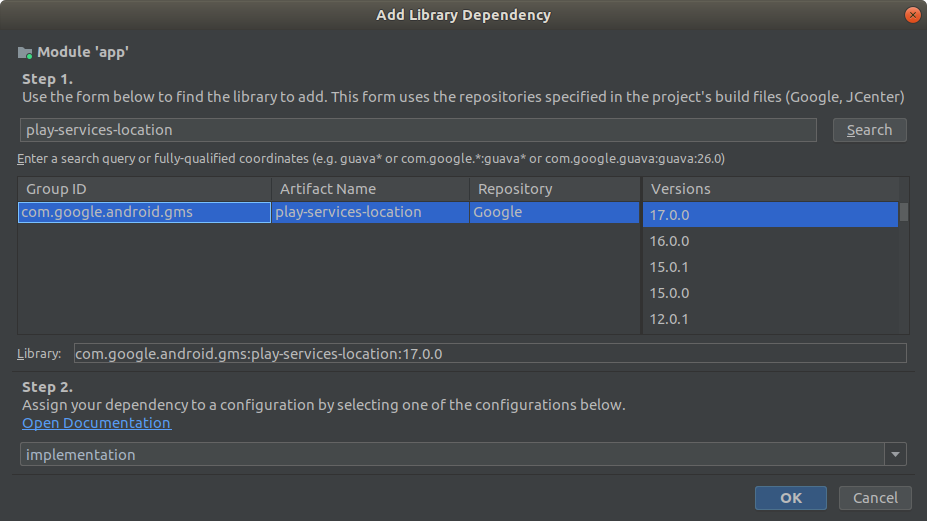 Add Library Dependency
Module 'app'
Step 1.
Use the form below to find the library to add. This form uses the repositories specified in the project's build files (Google, JCenter)
play-services-location
Search
Enter a search query or fully-qualified coordinates (e.g. guava* or com.google.*:guava* or com.google.guava:guava:26.0)
Group ID Artifact Name Repository Versions
com.google.android.gms play-services-location Google 17.0.0
16.0.0
15.0.1
15.0.0
12.0.1
Library: com.google.android.gms:play-services-location:17.0.0
Step 2.
Assign your dependency to a configuration by selecting one of the configurations below.
Open Documentation
implementation
OK Cancel